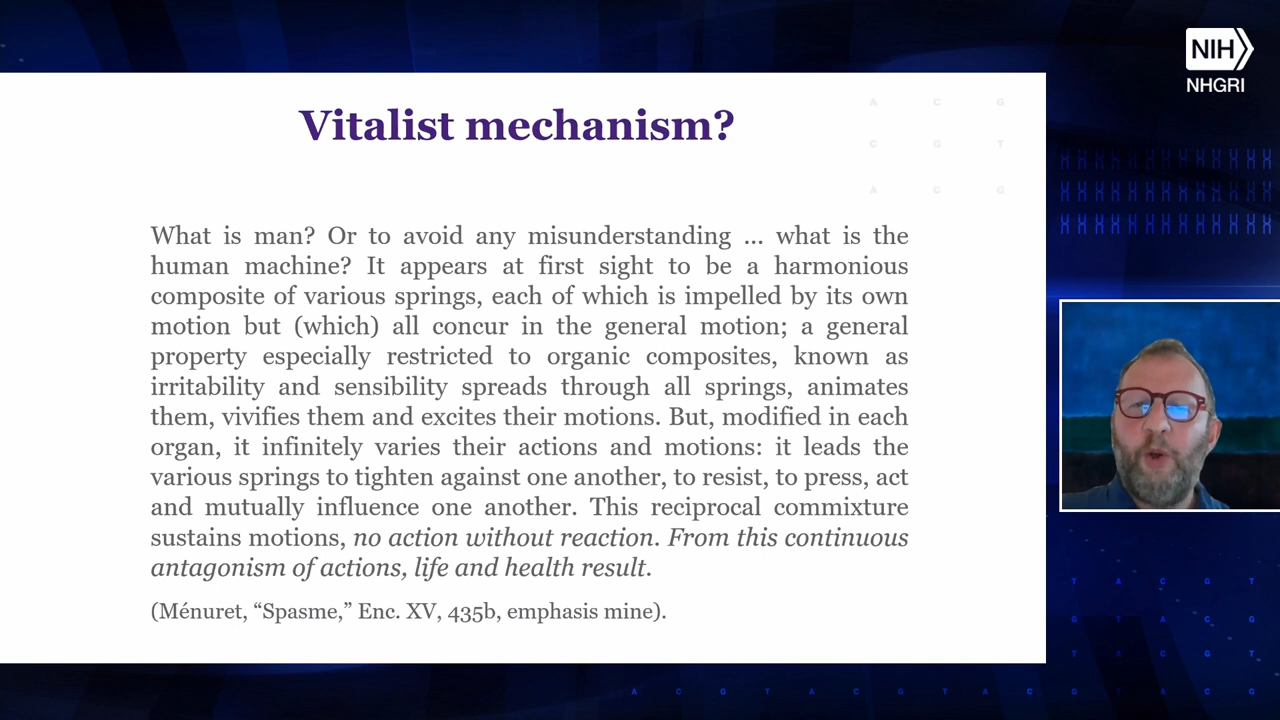 NIH
NHGRI
Vitalist mechanism?
A C G
C G T
A C G
What is man? Or to avoid any misunderstanding ... what is the
human machine? It appears at first sight to be a harmonious
composite of various springs, each of which is impelled by its own
motion but (which) all concur in the general motion; a general
property especially restricted to organic composites, known as
irritability and sensibility spreads through all springs, animates
them, vivifies them and excites their motions. But, modified in each
organ, it infinitely varies their actions and motions: it leads the
various springs to tighten against one another, to resist, to press, act
and mutually influence one another. This reciprocal commixture
sustains motions, no action without reaction. From this continuous
antagonism of actions, life and health result.
(Ménuret, “Spasme,” Enc. XV, 435b, emphasis mine).
T A C G
G T A C G
T A C G
A C G T A C G T A C G T A C G